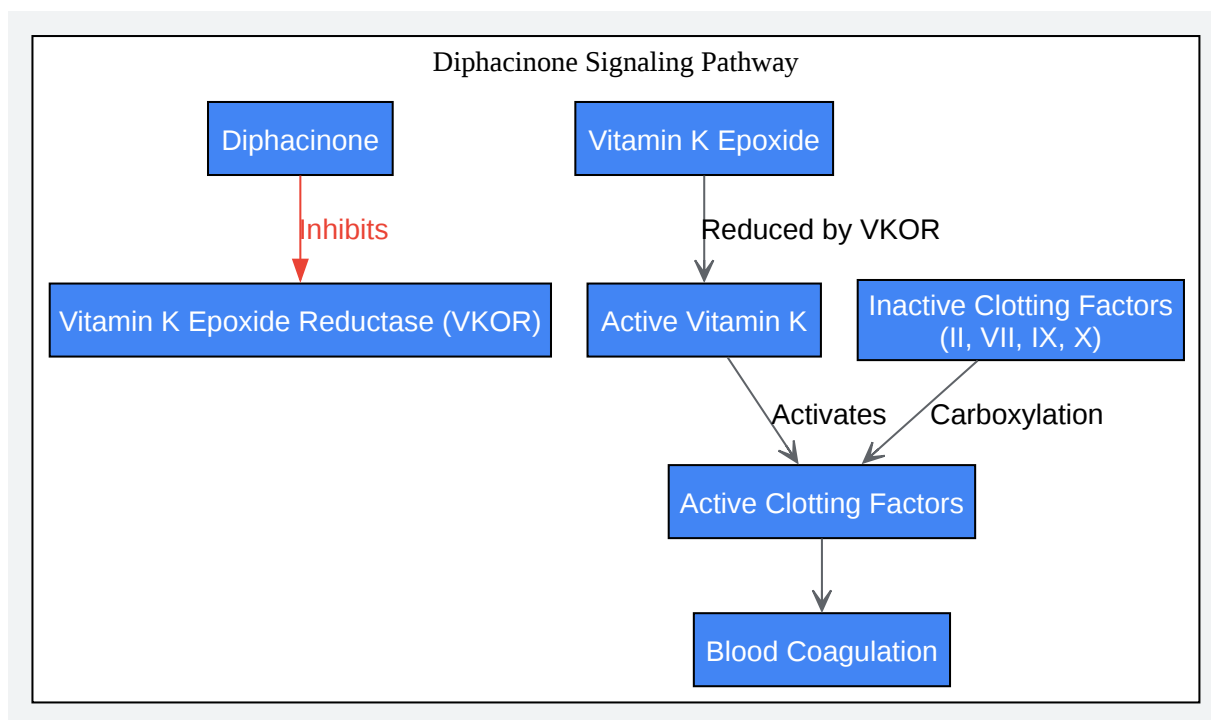 Diphacinone Signaling Pathway
Diphacinone
Vitamin K Epoxide
Inhibits
Reduced by VKOR
Vitamin K Epoxide Reductase (VKOR)
Active Vitamin K
Inactive Clotting Factors
(II, VII, IX, X)
Activates
Carboxylation
Active Clotting Factors
Blood Coagulation